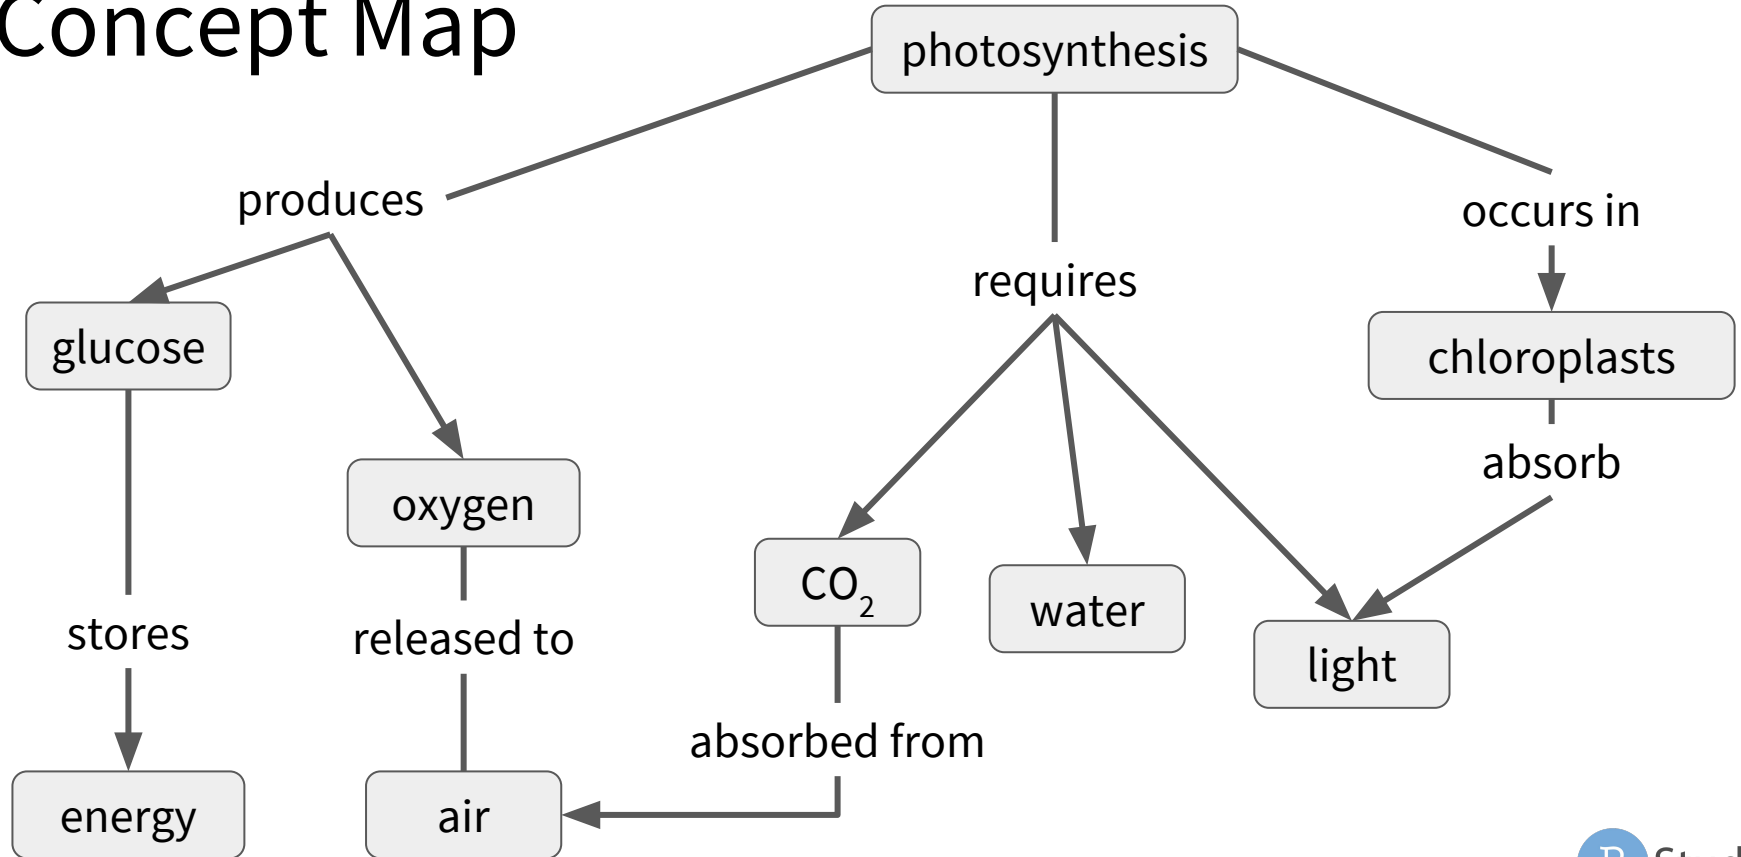 Concept Map
photosynthesis
produces
occurs in
requires
glucose
chloroplasts
absorb
oxygen
CO₂
water
stores
released to
light
absorbed from
energy
air